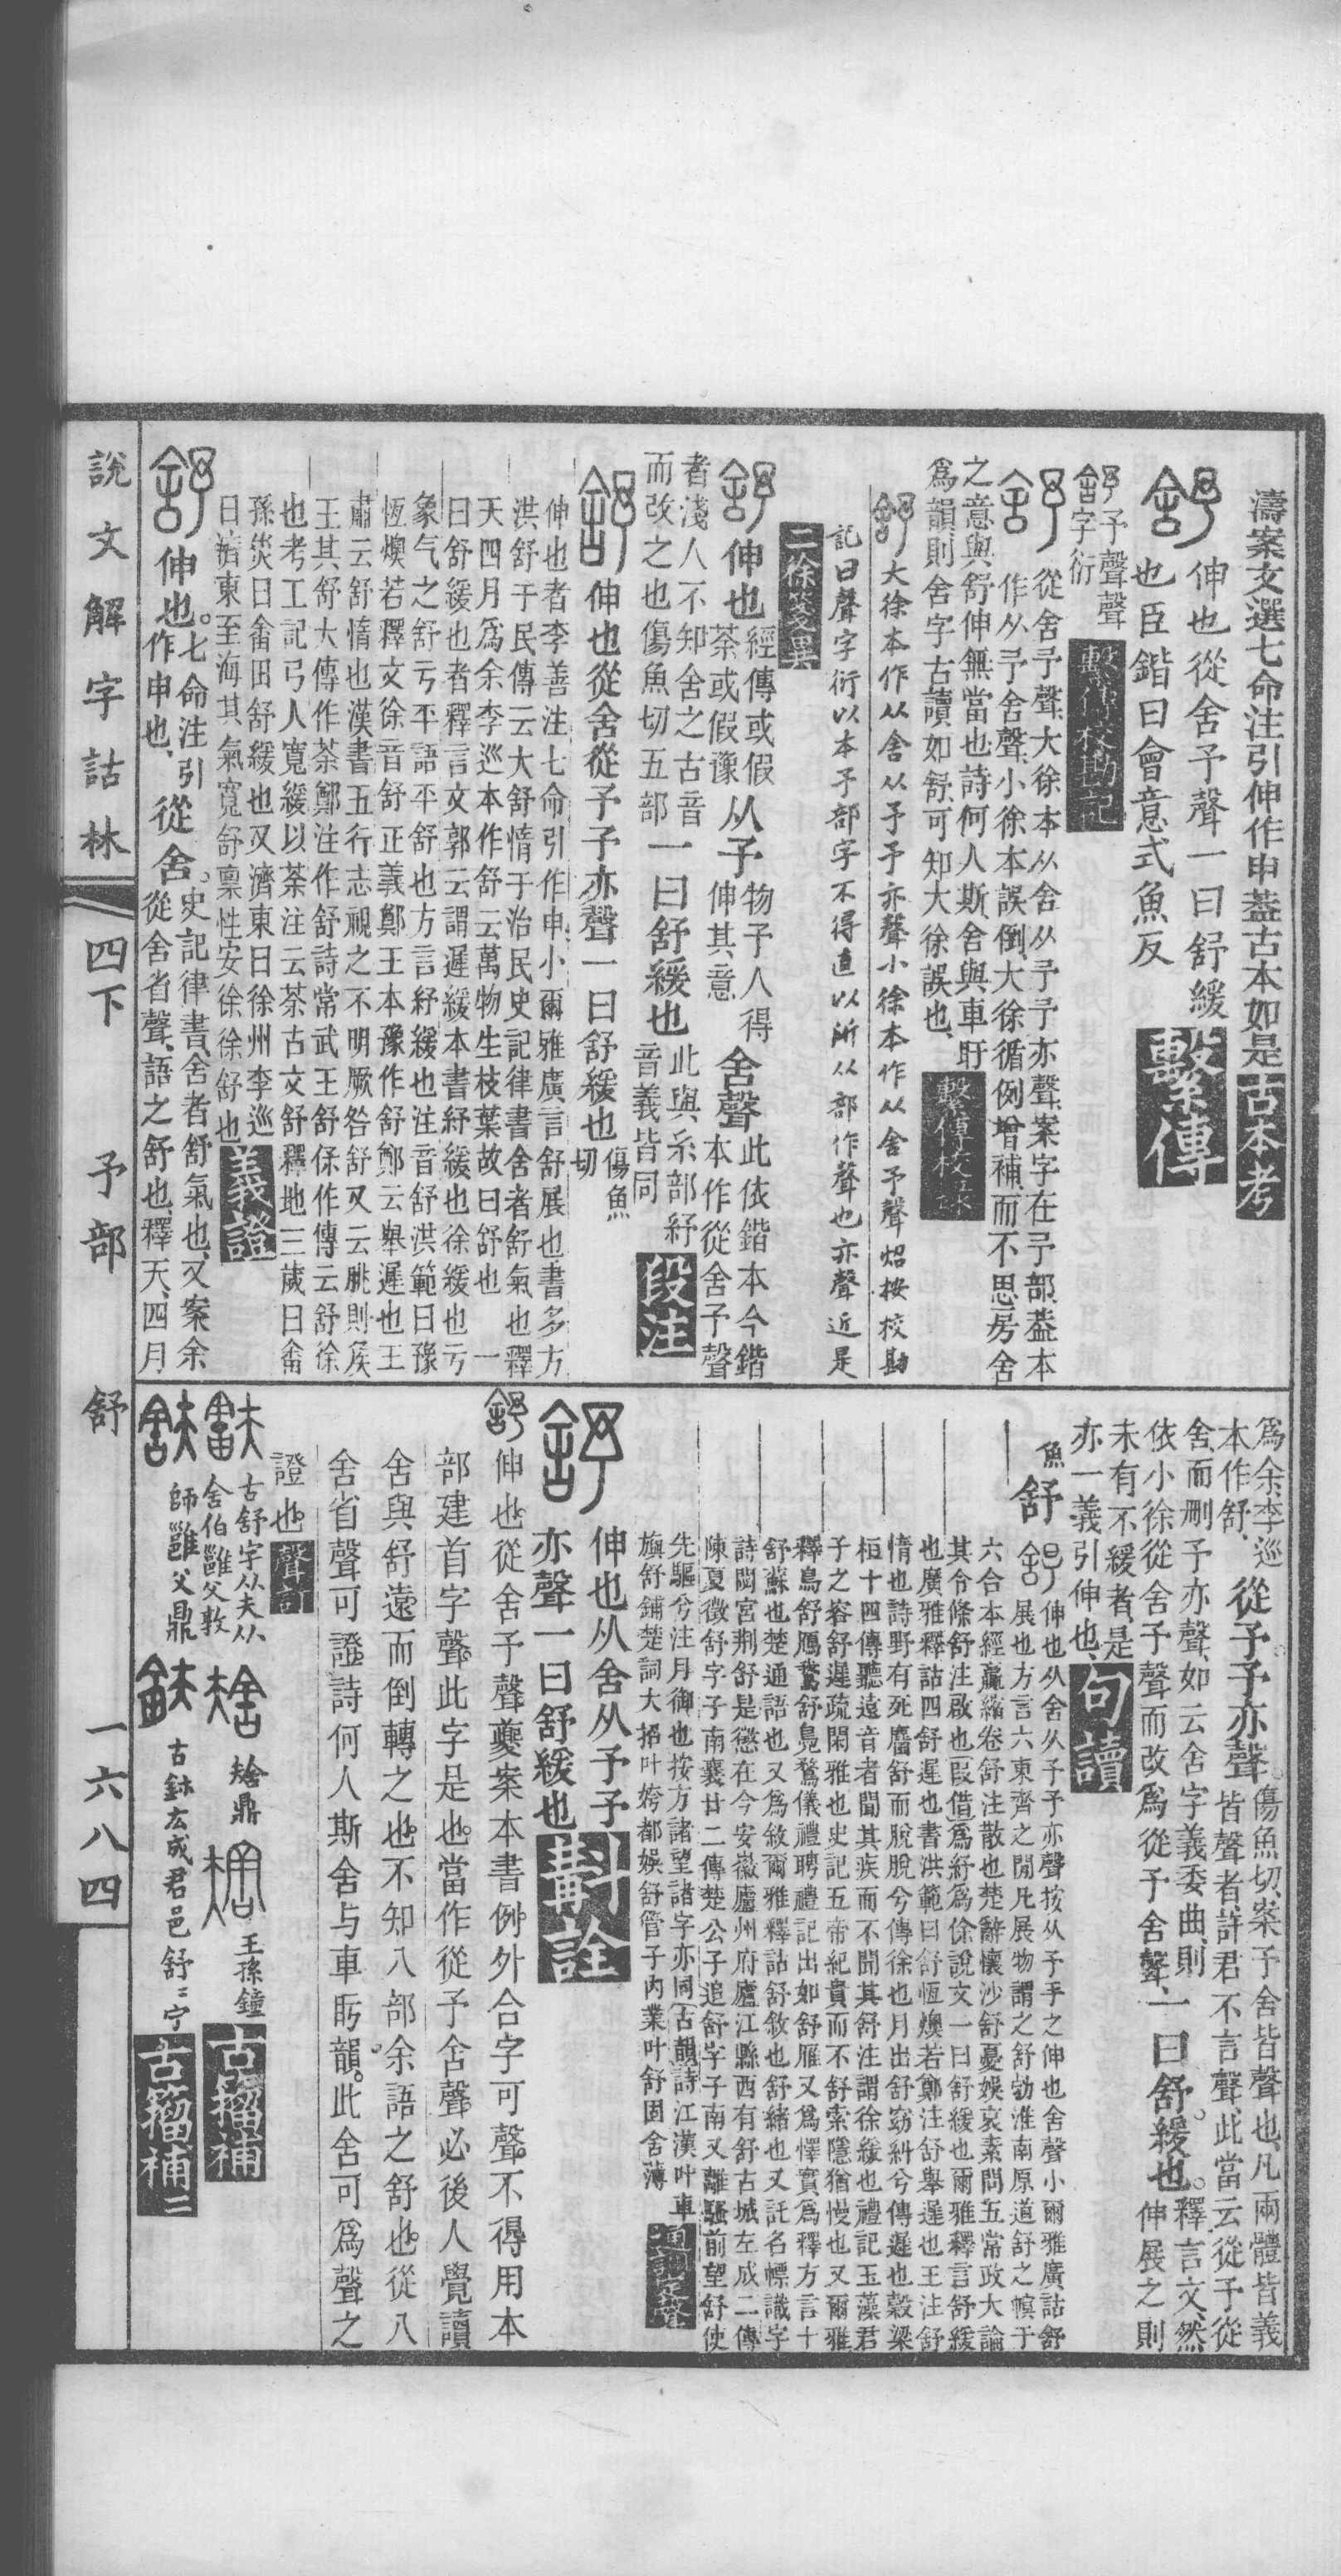 濤案文選七命注引伸作申葢古本如是古本考
舒 伸也從舍予聲一曰舒緩
也臣鍇曰會意式魚反 繫傳
舒 予聲聲
字衍 繫傳校勘記
舒 從舍予聲、大徐本从舍从予予亦聲、案字在予部、葢本
作从予舍聲、小徐本誤倒、大徐循例增補、而不思房舍
之意與舒伸無當也、詩何人斯、舍與車盱
爲韻、則舍字古讀如舒、可知大徐誤也、 繫傳校錄
舒 大徐本作从舍从予予亦聲小徐本作从舍予聲炤按校勘
記曰聲字衍以本予部字不得直以所从部作聲也亦聲近是
二徐箋異
舒 伸也 經傳或假
荼或假豫 从予 物予人得
伸其意 舍聲 此依鍇本今鍇
本作從舍予聲
者淺人不知舍之古音
而改之也傷魚切五部 一曰舒緩也 此與糸部紓
音義皆同 段注
舒 伸也從舍從予予亦聲一曰舒緩也 傷魚
切
伸也者李善注七命引作申小爾雅廣言舒展也書多方
洪舒于民傳云大舒惰于治民史記律書舍者舒氣也釋
天四月爲余李巡本作舒云萬物生枝葉故曰舒也 一
曰舒緩也者釋言文郭云謂遲緩本書紓緩也徐緩也亏
象气之舒亏平語平舒也方言紓緩也注音舒洪範曰豫
恆燠若釋文徐音舒正義鄭王本豫作舒鄭云舉遲也王
肅云舒惰也漢書五行志視之不明厥咎舒又云朓則矦
王其舒大傳作荼鄭注作舒詩常武王舒保作傳云舒徐
也考工記弓人寬緩以荼注云荼古文舒釋地三歲曰畬
孫炎曰畬田舒緩也又濟東曰徐州李巡
曰濟東至海其氣寬舒稟性安徐徐舒也 義證
舒 伸也。 七命注引
作申也、 從舍。 史記律書、舍者舒氣也、又案余
從舍省聲、語之舒也、釋天、四月
爲余、李巡
本作舒、 從予。予亦聲。 傷魚切、案予舍皆聲也、凡兩體皆義
皆聲者、許君不言聲、此當云從予從
舍、而刪予亦聲、如云舍字義委曲、則
依小徐從舍予聲而改爲從予舍聲、 一曰舒。緩也。 釋言文、然
伸展之則
未有不緩者、是
亦一義引伸也、 句讀
魚 舒 舒 伸也从舍从予予亦聲按从予手之伸也舍聲小爾雅廣詁舒
展也方言六東齊之閒凡展物謂之舒勃淮南原道舒之幎于
六合本經贏縮卷舒注散也楚辭懷沙舒憂娛哀素問五常政大論
其令條舒注啟也叚借爲紓爲徐說文一曰舒緩也爾雅釋言舒緩
也廣雅釋詁四舒遲也書洪範曰舒恆燠若鄭注舒舉遲也王注舒
惰也詩野有死麕舒而脫脫兮傳徐也月出舒窈糾兮傳遲也穀梁
桓十四傳聽遠音者聞其疾而不聞其舒注謂徐緩也禮記玉藻君
子之容舒遲疏閑雅也史記五帝紀貴而不舒索隱猶慢也又爾雅
釋鳥舒鴈鵞舒鳧鶩儀禮聘禮記出如舒雁又爲懌實爲釋方言十
舒蘇也楚通語也又爲敘爾雅釋詁舒敘也舒緒也又託名幖識字
詩閟宮荆舒是懲在今安徽廬州府廬江縣西有舒古城左成二傳
陳夏徵舒字子南襄廿二傳楚公子追舒字子南又離騷前望舒使
先驅兮注月御也按方諸望諸字亦同古韻詩江漢叶車
旗舒鋪楚詞大招叶姱都娛舒管子內業叶舒固舍薄 通訓定聲
舒 伸也从舍从予予
亦聲一曰舒緩也 斠詮
舒 伸也。從舍予聲。夔案本書例外合字可聲。不得用本
部建首字聲。此字是也。當作從予舍聲。必後人覺讀
舍與舒遠而倒轉之也。不知八部余語之舒也。從八
舍省聲可證。詩何人斯舍与車盱韻。此舍可爲聲之
證也。 聲訂
古舒字从夫从
舍伯雝父敦 𩛥鼎 王孫鐘 古籀補
師雝父鼎 古鉢左成君邑舒〻宁 古籀補二
說文解字詁林 四下 予部 舒 一六八四